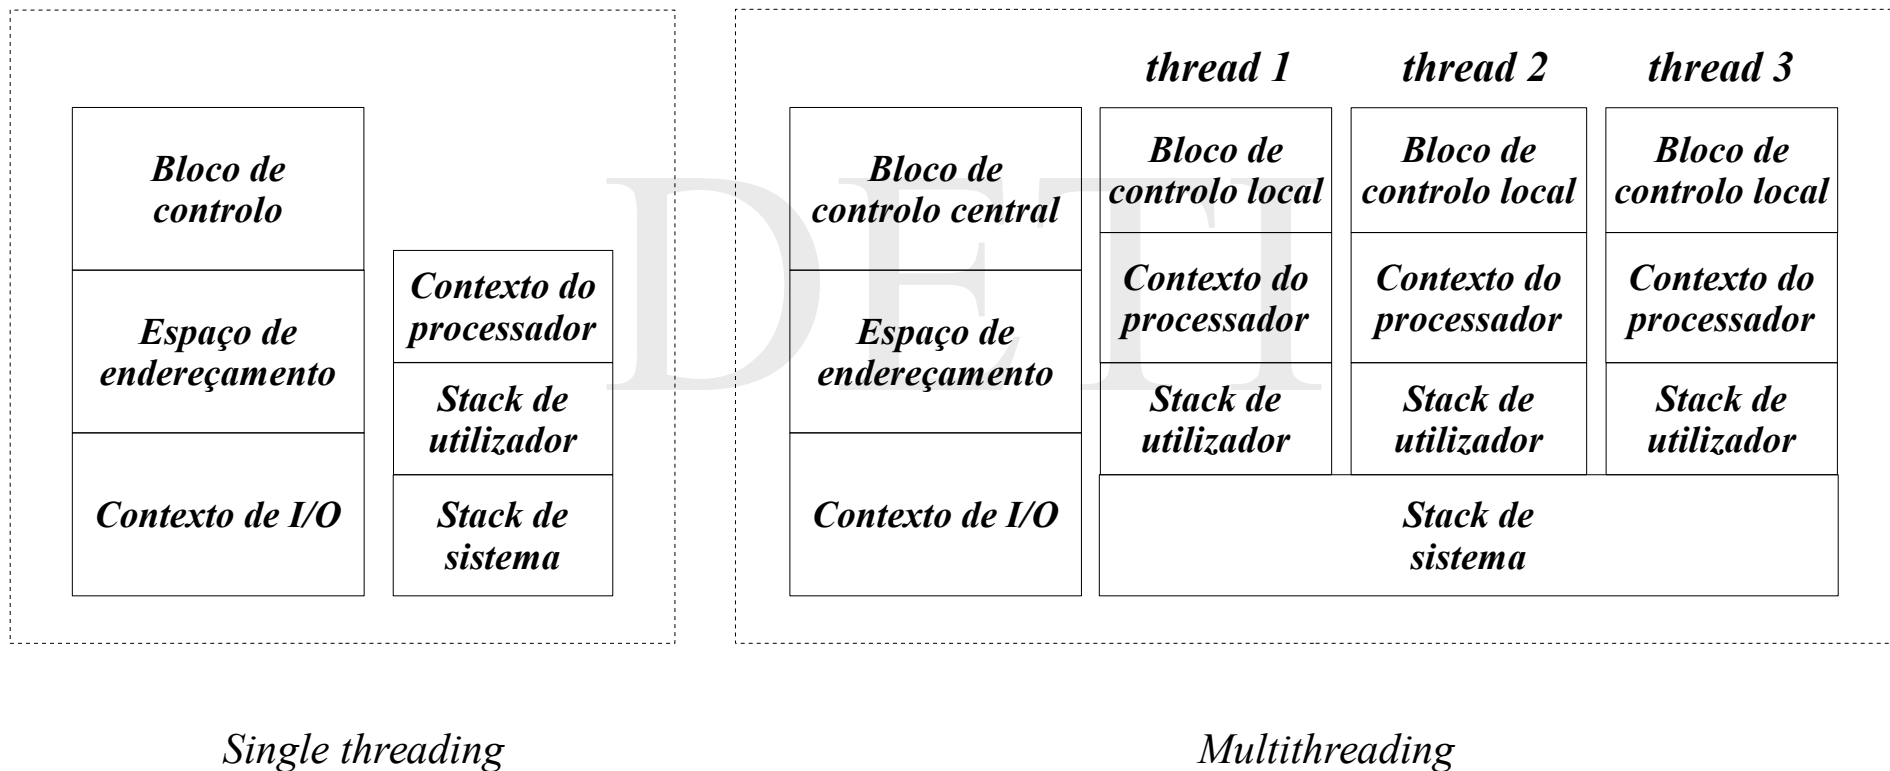 Bloco de
controlo
Espaço de
endereçamento
Contexto de I/O
Contexto do
processador
Stack de
utilizador
Stack de
sistema
Single threading
DETI
thread 1
thread 2
thread 3
Bloco de
controlo central
Espaço de
endereçamento
Contexto de I/O
Bloco de
controlo local
Contexto do
processador
Stack de
utilizador
Bloco de
controlo local
Contexto do
processador
Stack de
utilizador
Bloco de
controlo local
Contexto do
processador
Stack de
utilizador
Stack de
sistema
Multithreading